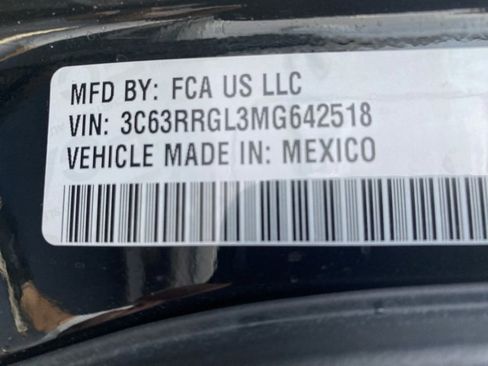 MFD BY: FCA US LLC
VIN: 3C63RRGL3MG642518
VEHICLE MADE IN: MEXICO